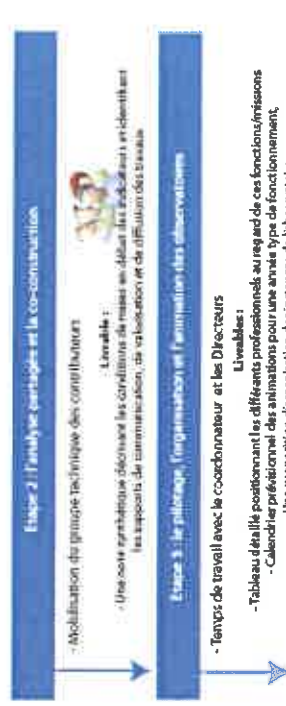 Etape 2 : l'analyse partagée et la co-construction
- Mobilisation du groupe technique des contributeurs
Livrable :
- Une note synthétique décrivant les conditions de mises en débat des indicateurs et identifiant
les supports de communication, de valorisation et de diffusion des travaux
Etape 3 : le pilotage, l'organisation et l'animation des observatoires
- Temps de travail avec le coordonnateur et les Directeurs
Livrables :
- Tableau détaillé positionnant les différents professionnels au regard de ces fonctions/missions
- Calendrier prévisionnel des animations pour une année type de fonctionnement,